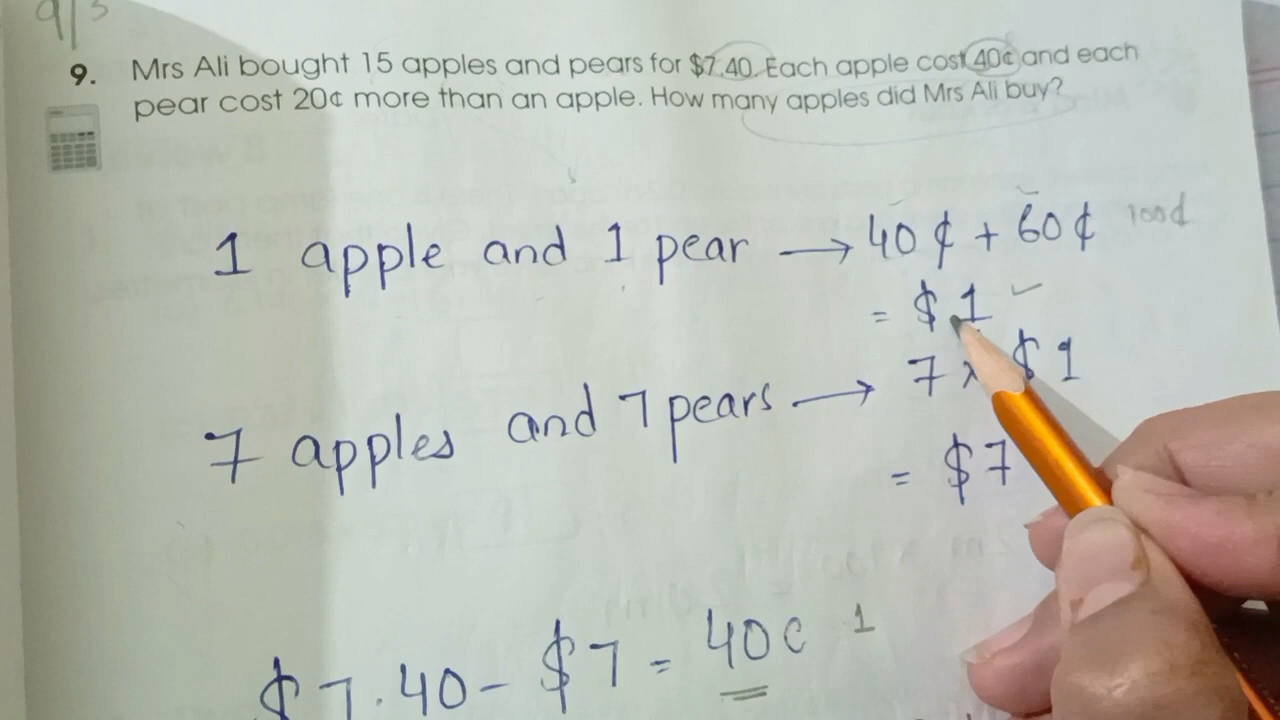 9/5
9. Mrs Ali bought 15 apples and pears for $7.40. Each apple cost 40¢ and each
pear cost 20¢ more than an apple. How many apples did Mrs Ali buy?
1 apple and 1 pear → 40¢ + 60¢ 100¢
= $1 ✓
7 apples and 7 pears → 7 x $1
= $7
$7.40 - $7 = 40c 1